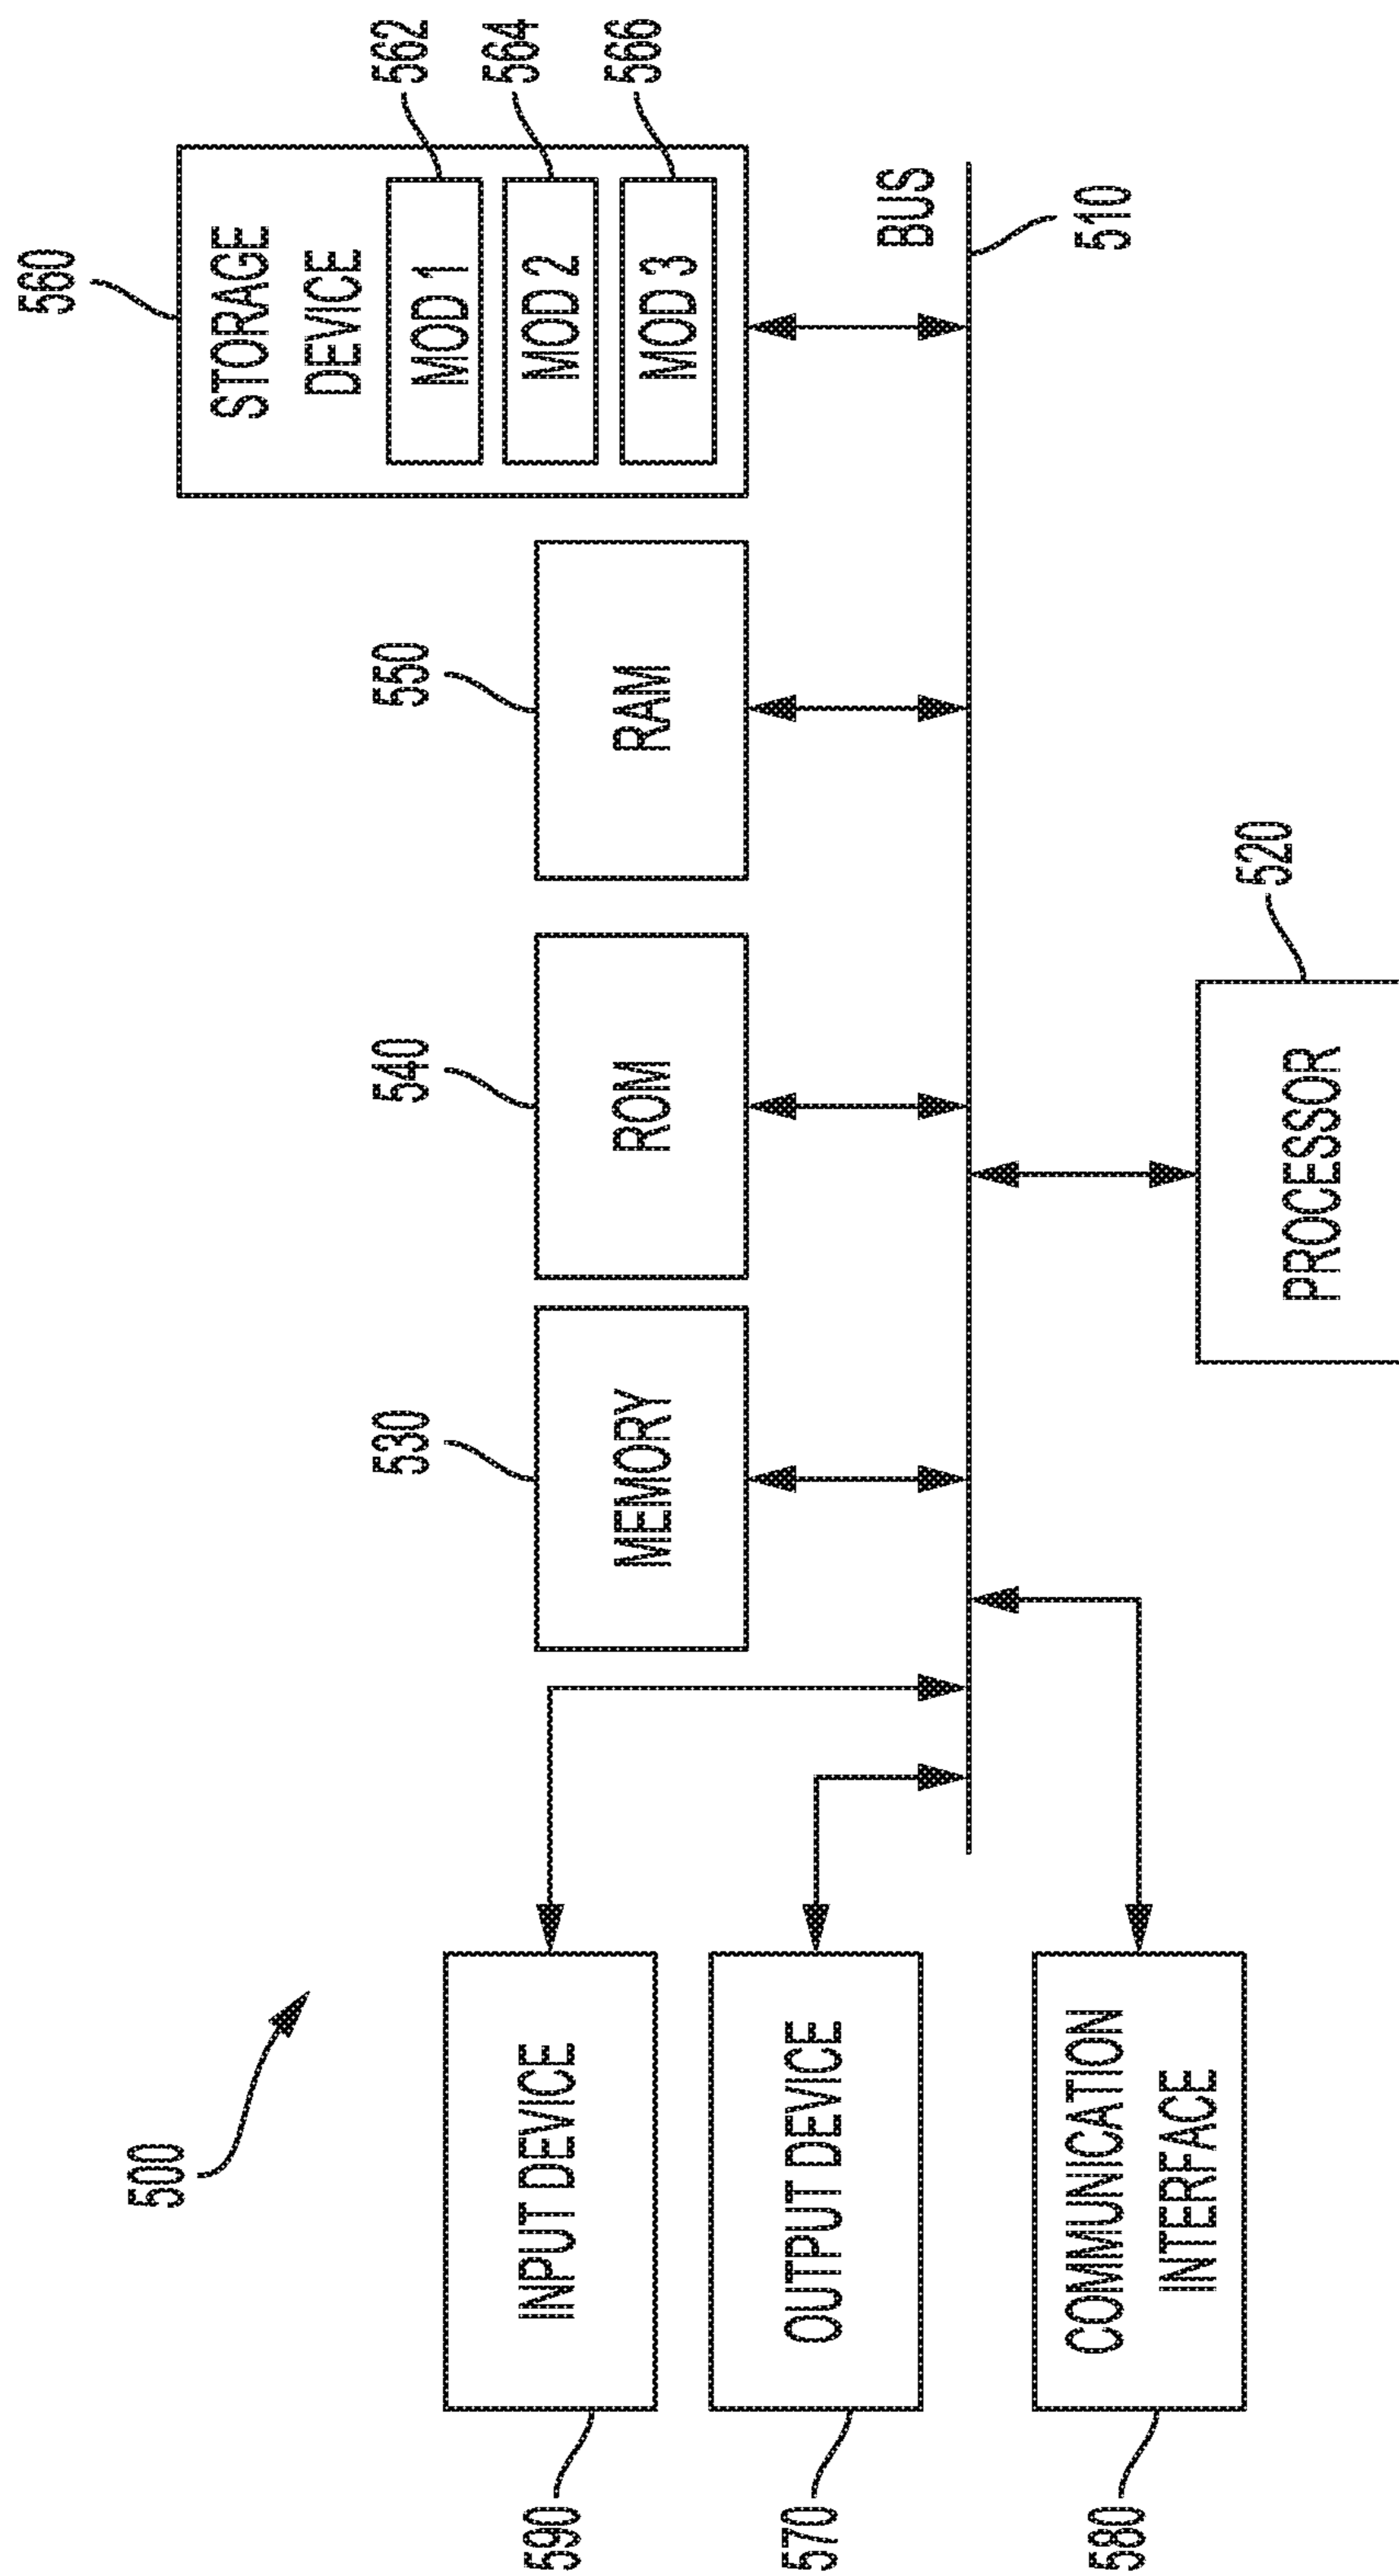 500
590
INPUT DEVICE
570
OUTPUT DEVICE
580
COMMUNICATION
INTERFACE
530
MEMORY
540
ROM
550
RAM
560
STORAGE
DEVICE
MOD 1
562
MOD 2
564
MOD 3
566
BUS
510
520
PROCESSOR